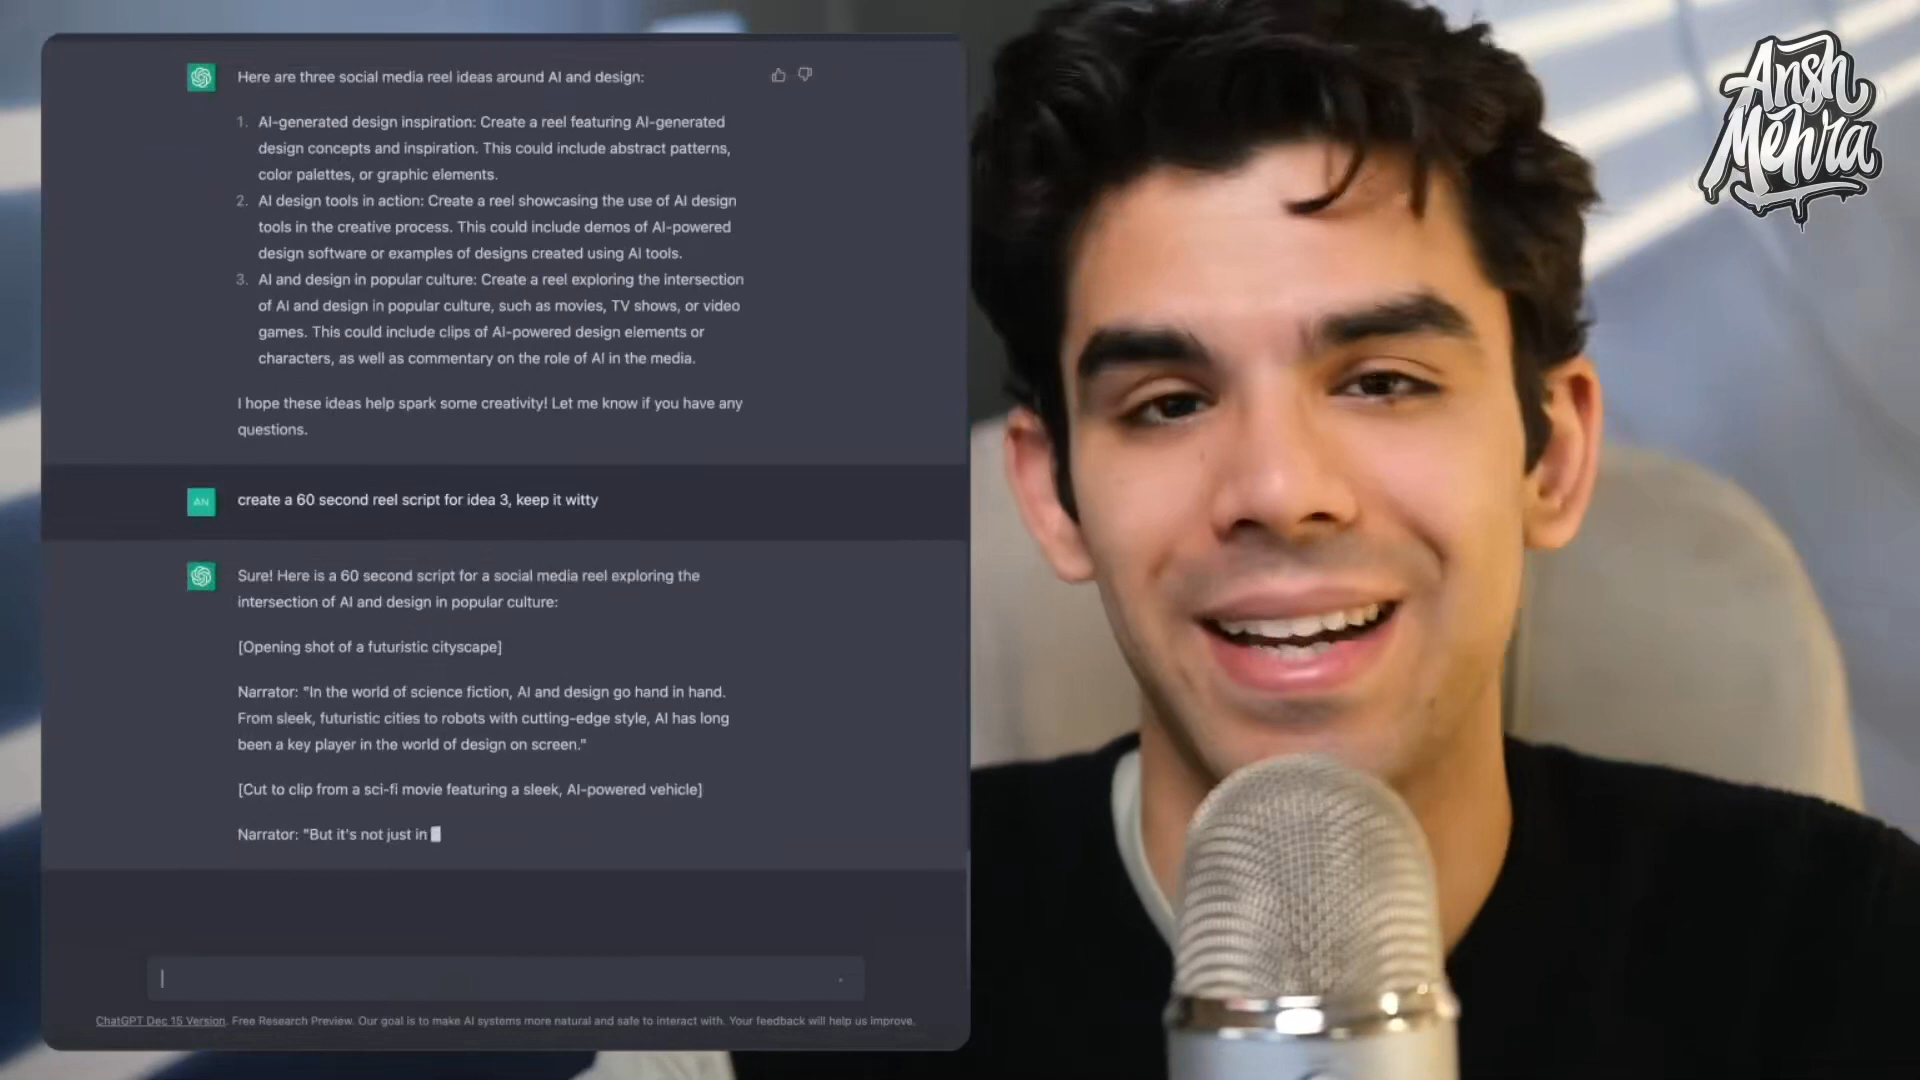 Here are three social media reel ideas around AI and design:
1. AI-generated design inspiration: Create a reel featuring AI-generated
design concepts and inspiration. This could include abstract patterns,
color palettes, or graphic elements.
2. AI design tools in action: Create a reel showcasing the use of AI design
tools in the creative process. This could include demos of AI-powered
design software or examples of designs created using AI tools.
3. AI and design in popular culture: Create a reel exploring the intersection
of AI and design in popular culture, such as movies, TV shows, or video
games. This could include clips of AI-powered design elements or
characters, as well as commentary on the role of AI in the media.
I hope these ideas help spark some creativity! Let me know if you have any
questions.
AN
create a 60 second reel script for idea 3, keep it witty
Sure! Here is a 60 second script for a social media reel exploring the
intersection of AI and design in popular culture:
[Opening shot of a futuristic cityscape]
Narrator: "In the world of science fiction, AI and design go hand in hand.
From sleek, futuristic cities to robots with cutting-edge style, AI has long
been a key player in the world of design on screen."
[Cut to clip from a sci-fi movie featuring a sleek, AI-powered vehicle]
Narrator: "But it's not just in
ChatGPT Dec 15 Version. Free Research Preview. Our goal is to make AI systems more natural and safe to interact with. Your feedback will help us improve.
Ansh
Mehra